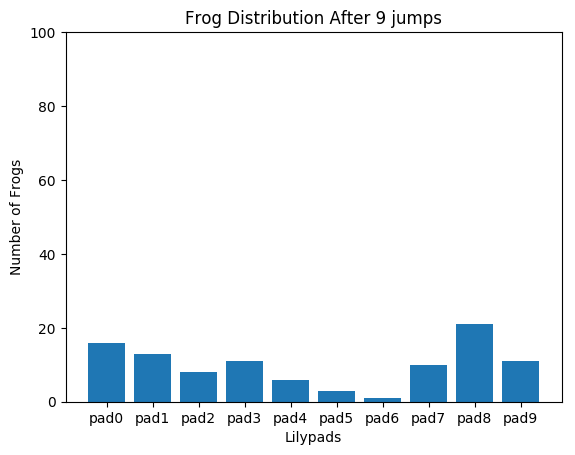 Frog Distribution After 9 jumps
Number of Frogs
100
80
60
40
20
0
pad0 pad1 pad2 pad3 pad4 pad5 pad6 pad7 pad8 pad9
Lilypads